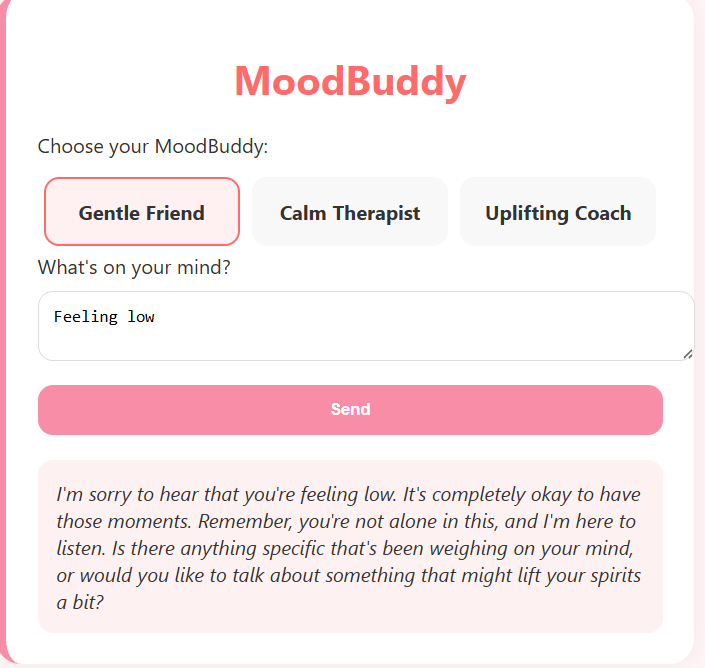 MoodBuddy
Choose your MoodBuddy:
Gentle Friend
Calm Therapist
Uplifting Coach
What's on your mind?
Feeling low
Send
I'm sorry to hear that you're feeling low. It's completely okay to have
those moments. Remember, you're not alone in this, and I'm here to
listen. Is there anything specific that's been weighing on your mind,
or would you like to talk about something that might lift your spirits
a bit?